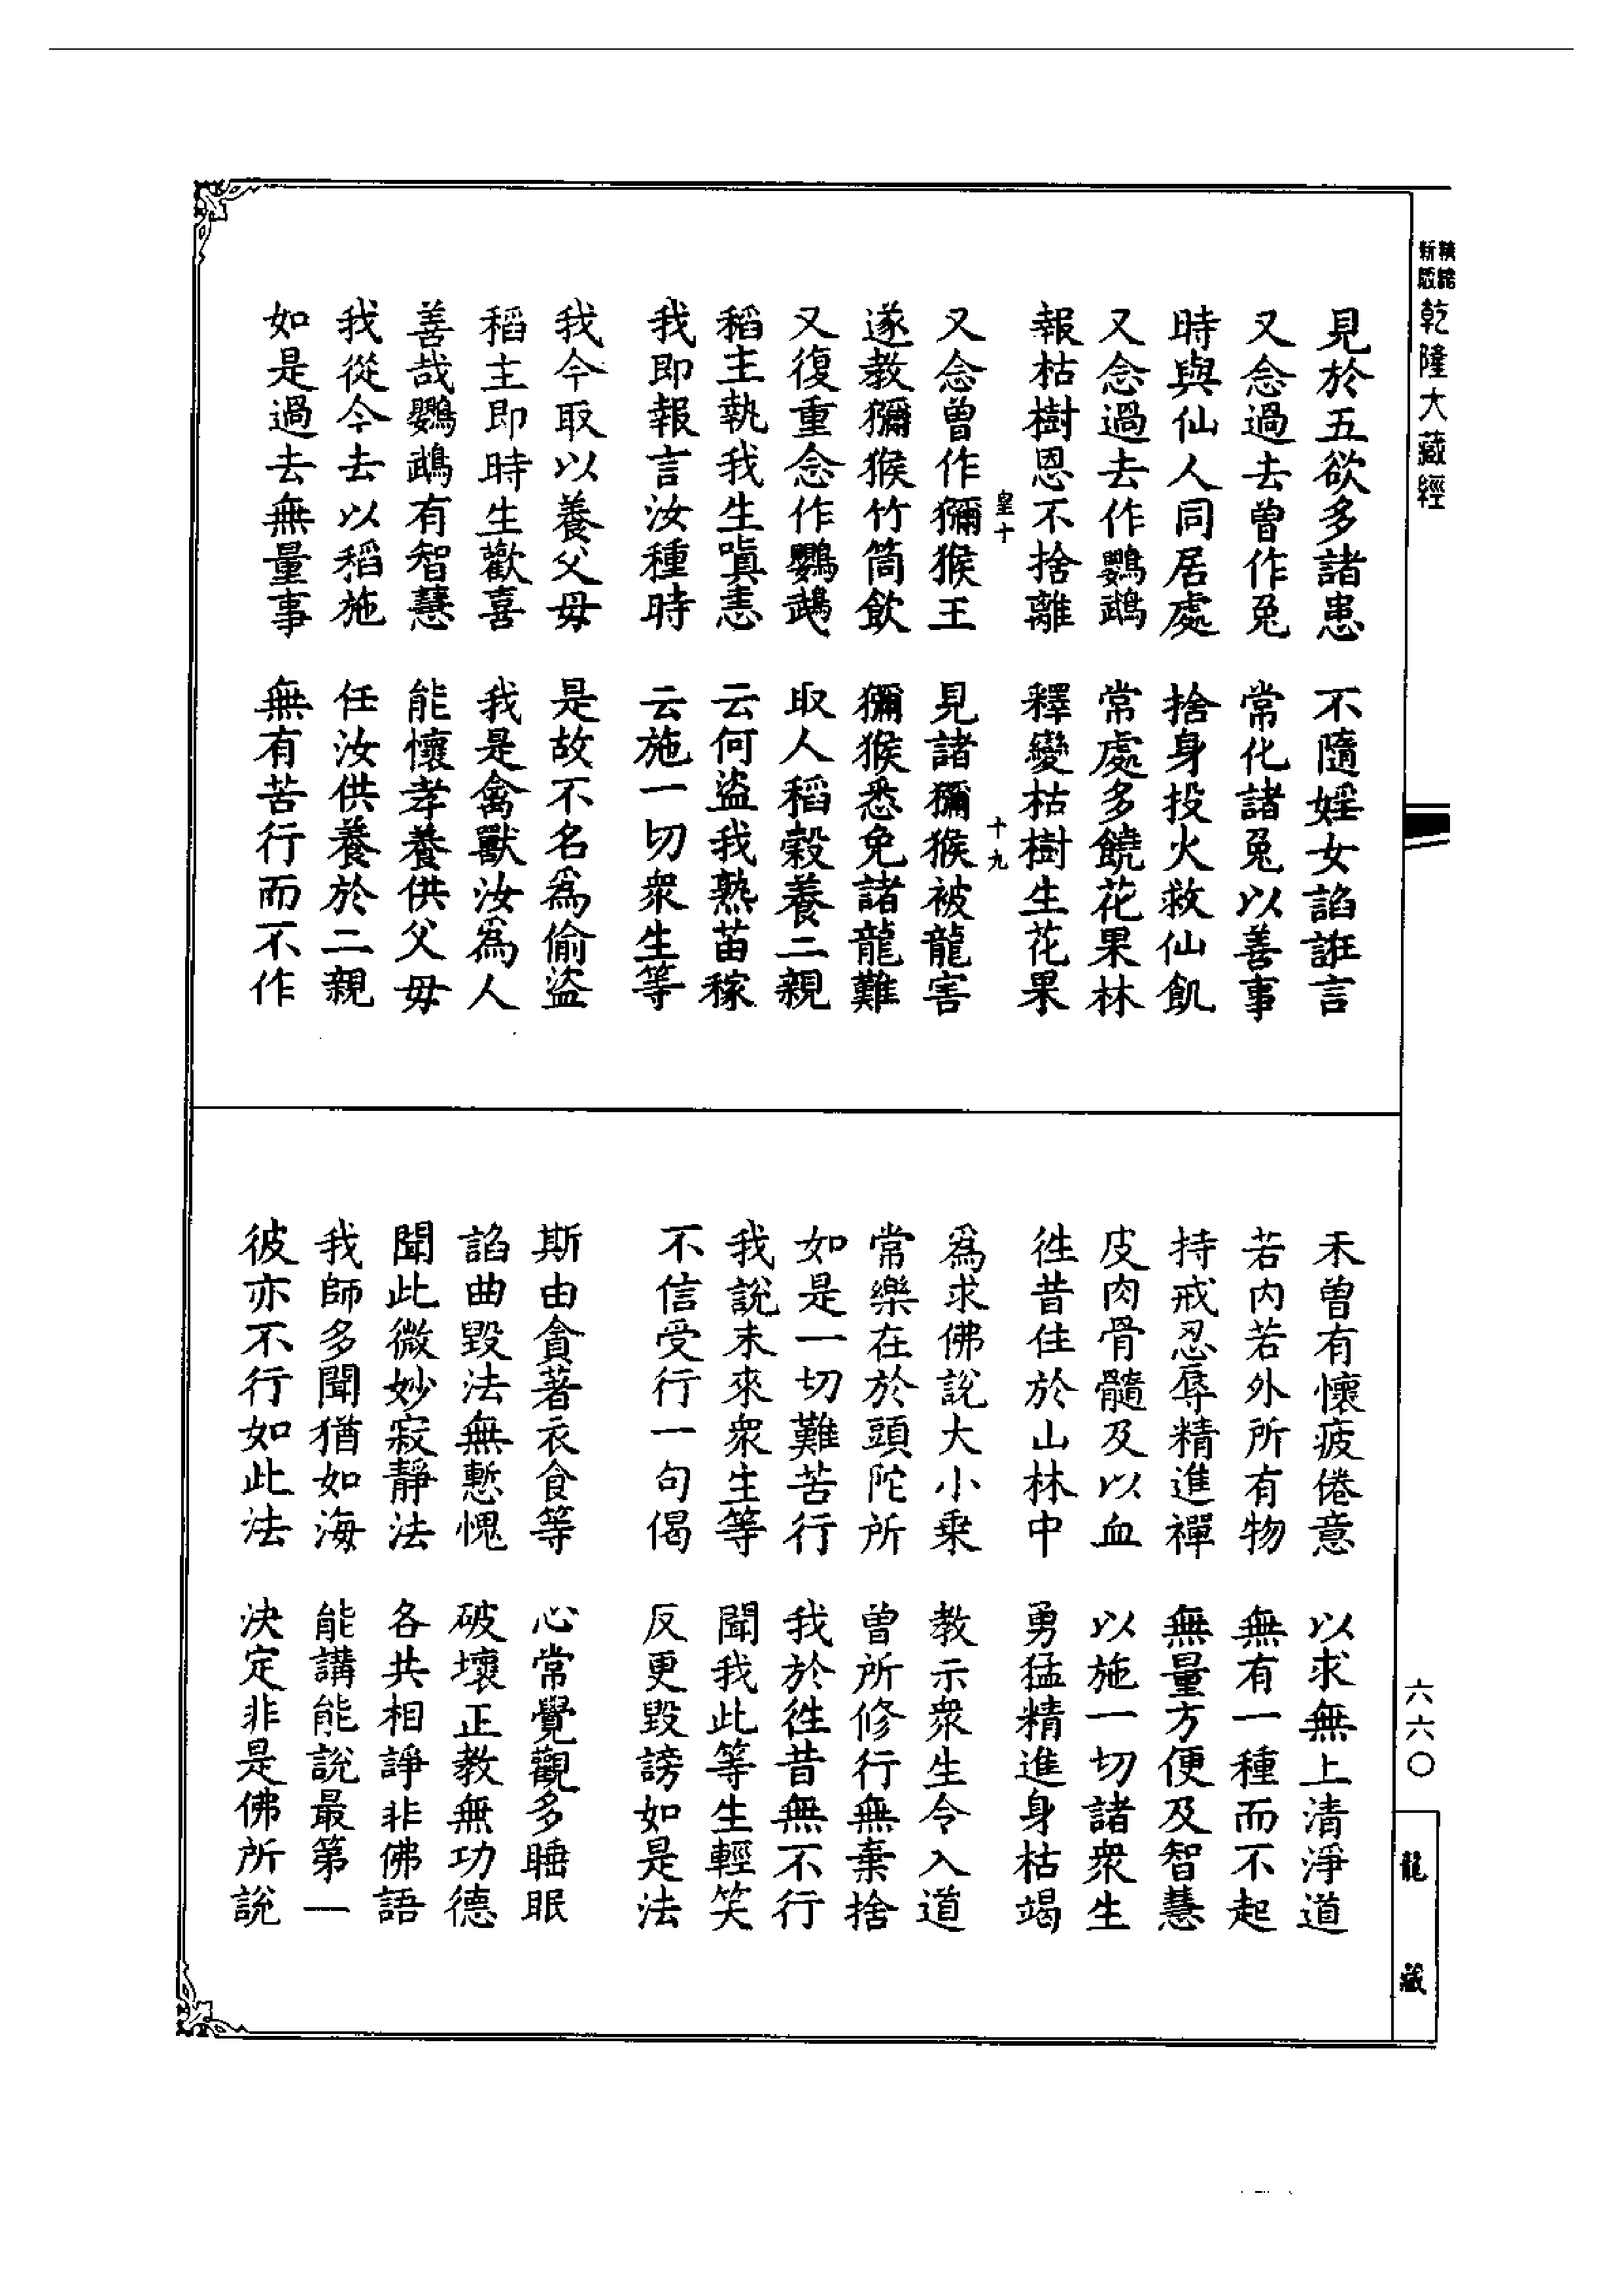 新版精縮乾隆大藏經
見於五欲多諸患 不隨婬女諂誑言
又念過去曾作兔 常化諸兔以善事
時與仙人同居處 捨身投火救仙飢
又念過去作鸚鵡 常處多饒花果林
報枯樹恩不捨離 釋變枯樹生花果
皇十 十九
又念曾作獼猴王 見諸獼猴被龍害
遂教獼猴竹筒飲 獼猴悉免諸龍難
又復重念作鸚鵡 取人稻穀養二親
稻主執我生嗔恚 云何盜我熟苗稼
我即報言汝種時 云施一切眾生等
我今取以養父母 是故不名為偷盜
稻主即時生歡喜 我是禽獸汝為人
善哉鸚鵡有智慧 能懷孝養供父母
我從今去以稻施 任汝供養於二親
如是過去無量事 無有苦行而不作
未曾有懷疲倦意 以求無上清淨道
若內若外所有物 無有一種而不起
持戒忍辱精進禪 無量方便及智慧
皮肉骨髓及以血 以施一切諸眾生
往昔住於山林中 勇猛精進身枯竭
為求佛說大小乘 教示眾生令入道
常樂在於頭陀所 曾所修行無棄捨
如是一切難苦行 我於往昔無不行
我說未來眾生等 聞我此等生輕笑
不信受行一句偈 反更毀謗如是法
斯由貪著衣食等 心常覺觀多睡眠
諂曲毀法無慙愧 破壞正教無功德
聞此微妙寂靜法 各共相諍非佛語
我師多聞猶如海 能講能說最第一
彼亦不行如此法 決定非是佛所說
六六〇
龍藏